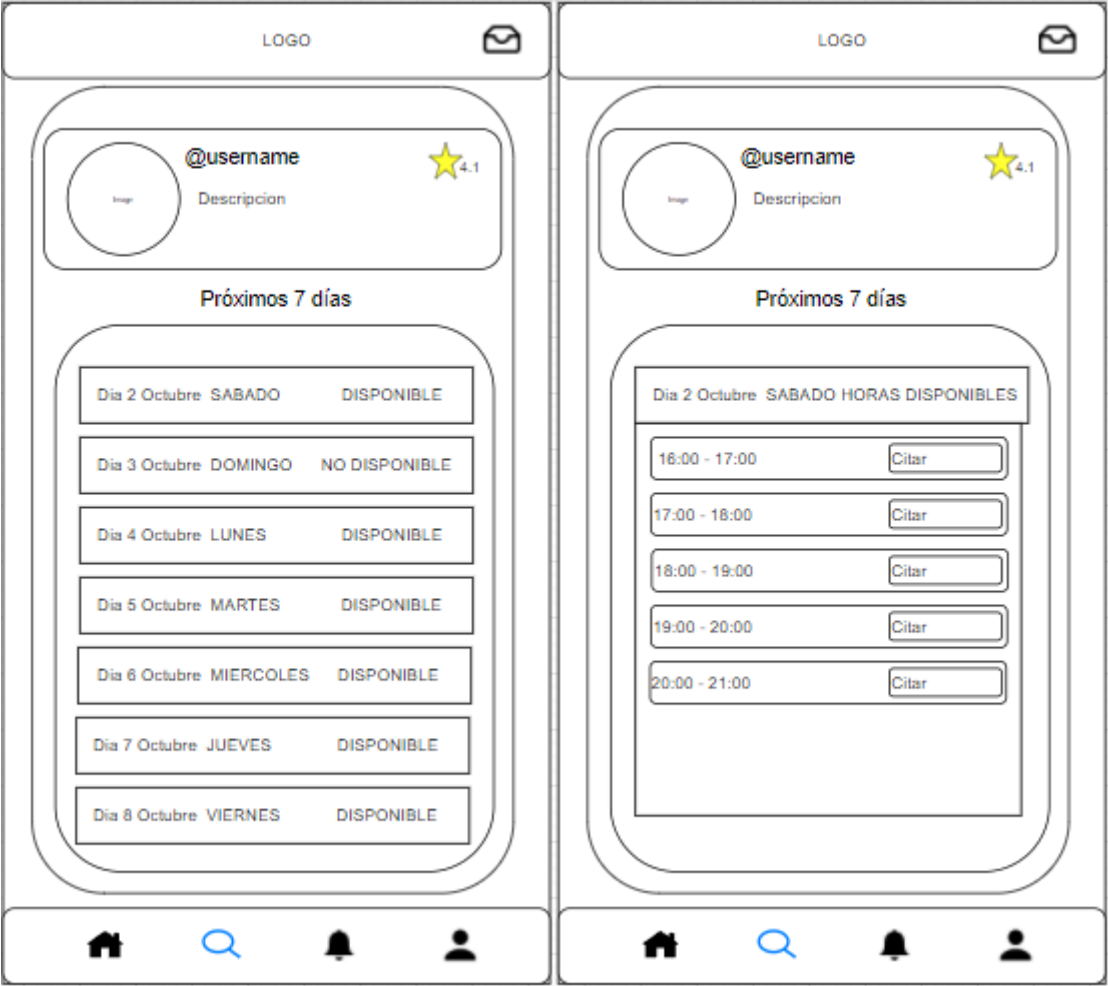 LOGO
@username
4.1
Image
Descripcion
Próximos 7 días
Dia 2 Octubre SABADO DISPONIBLE
Dia 3 Octubre DOMINGO NO DISPONIBLE
Dia 4 Octubre LUNES DISPONIBLE
Dia 5 Octubre MARTES DISPONIBLE
Dia 6 Octubre MIERCOLES DISPONIBLE
Dia 7 Octubre JUEVES DISPONIBLE
Dia 8 Octubre VIERNES DISPONIBLE
LOGO
@username
4.1
Image
Descripcion
Próximos 7 días
Dia 2 Octubre SABADO HORAS DISPONIBLES
16:00 - 17:00 Citar
17:00 - 18:00 Citar
18:00 - 19:00 Citar
19:00 - 20:00 Citar
20:00 - 21:00 Citar